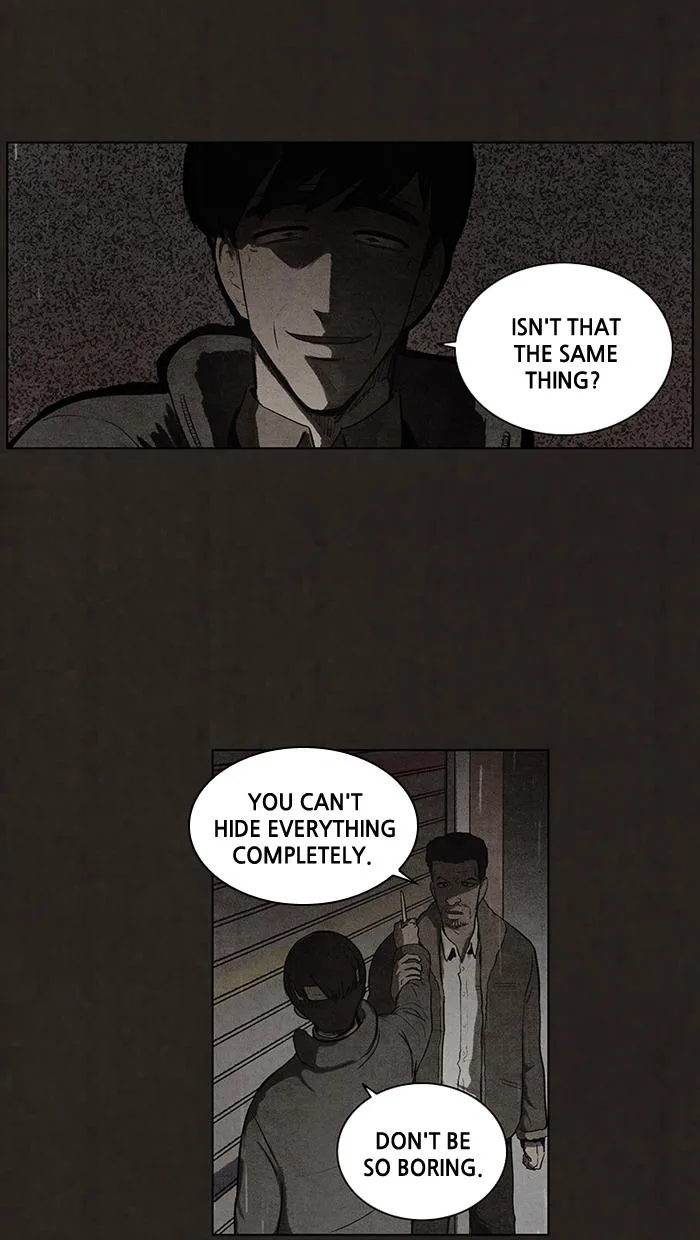 ISN'T THAT
THE SAME
THING?
YOU CAN'T
HIDE EVERYTHING
COMPLETELY.
DON'T BE
SO BORING.